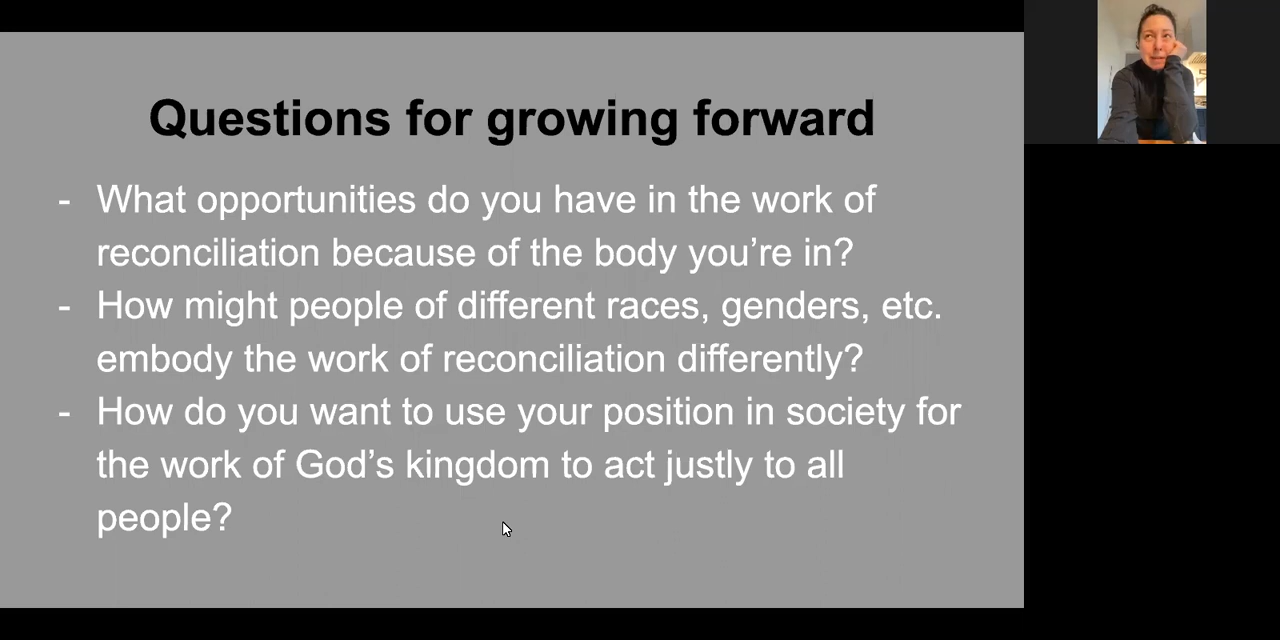 Questions for growing forward
- What opportunities do you have in the work of
reconciliation because of the body you’re in?
- How might people of different races, genders, etc.
embody the work of reconciliation differently?
- How do you want to use your position in society for
the work of God’s kingdom to act justly to all
people?